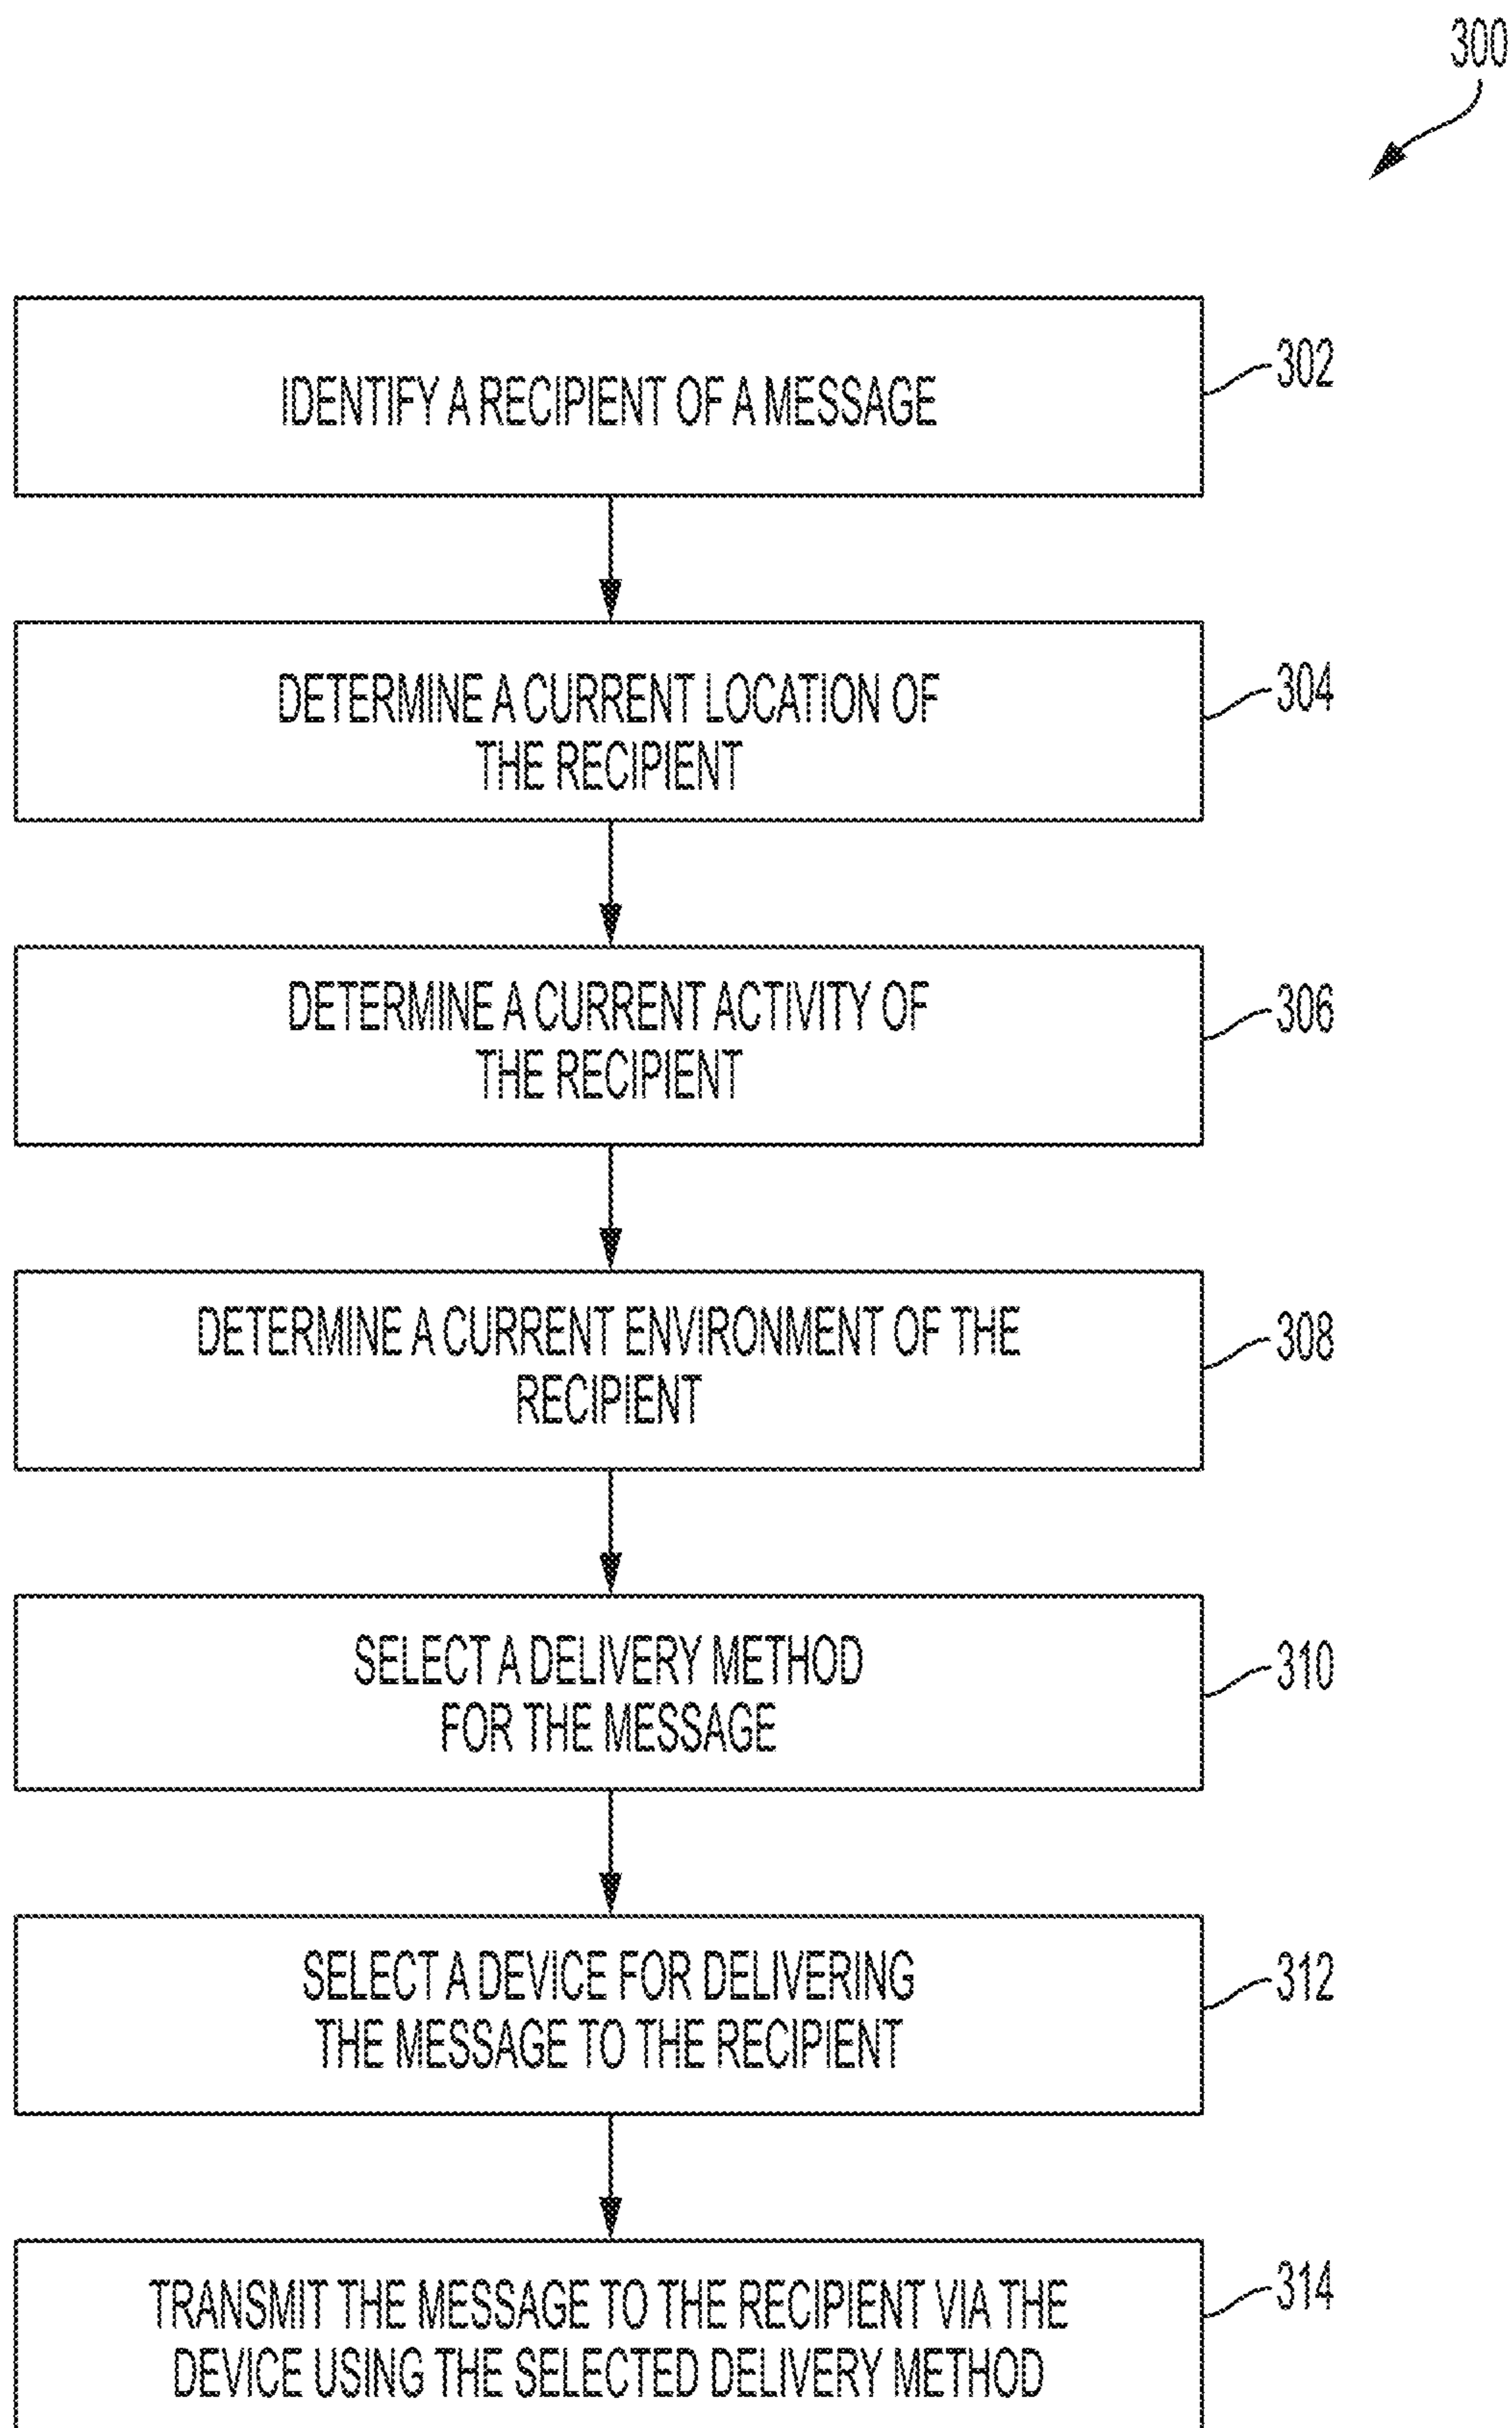 300
IDENTIFY A RECIPIENT OF A MESSAGE
302
DETERMINE A CURRENT LOCATION OF
THE RECIPIENT
304
DETERMINE A CURRENT ACTIVITY OF
THE RECIPIENT
306
DETERMINE A CURRENT ENVIRONMENT OF THE
RECIPIENT
308
SELECT A DELIVERY METHOD
FOR THE MESSAGE
310
SELECT A DEVICE FOR DELIVERING
THE MESSAGE TO THE RECIPIENT
312
TRANSMIT THE MESSAGE TO THE RECIPIENT VIA THE
DEVICE USING THE SELECTED DELIVERY METHOD
314